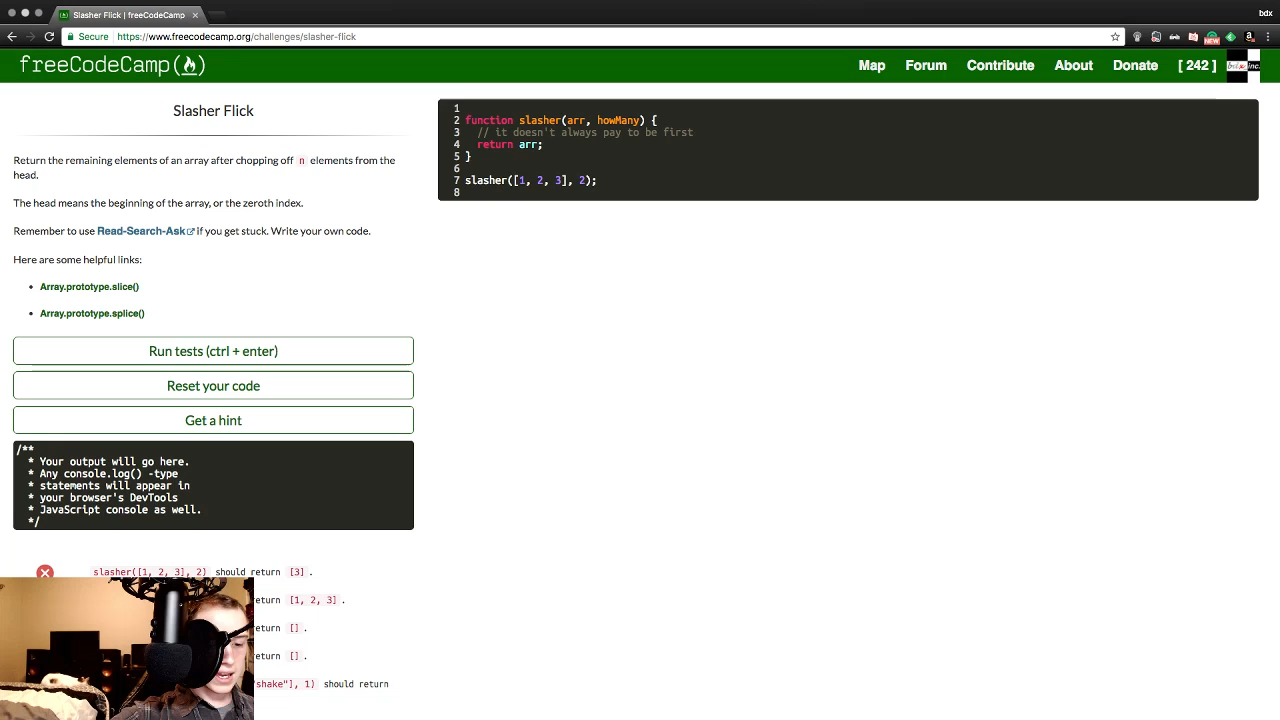 Slasher Flick | freeCodeCamp
bdx
Secure https://www.freecodecamp.org/challenges/slasher-flick
freeCodeCamp
Map Forum Contribute About Donate [ 242 ] bdx inc.
Slasher Flick
Return the remaining elements of an array after chopping off n elements from the
head.
The head means the beginning of the array, or the zeroth index.
Remember to use Read-Search-Ask if you get stuck. Write your own code.
Here are some helpful links:
• Array.prototype.slice()
• Array.prototype.splice()
Run tests (ctrl + enter)
Reset your code
Get a hint
/**
* Your output will go here.
* Any console.log() -type
* statements will appear in
* your browser's DevTools
* JavaScript console as well.
*/
slasher([1, 2, 3], 2) should return [3].
eturn [1, 2, 3].
eturn [].
eturn [].
"shake"], 1) should return
1
2 function slasher(arr, howMany) {
3 // it doesn't always pay to be first
4 return arr;
5 }
6
7 slasher([1, 2, 3], 2);
8